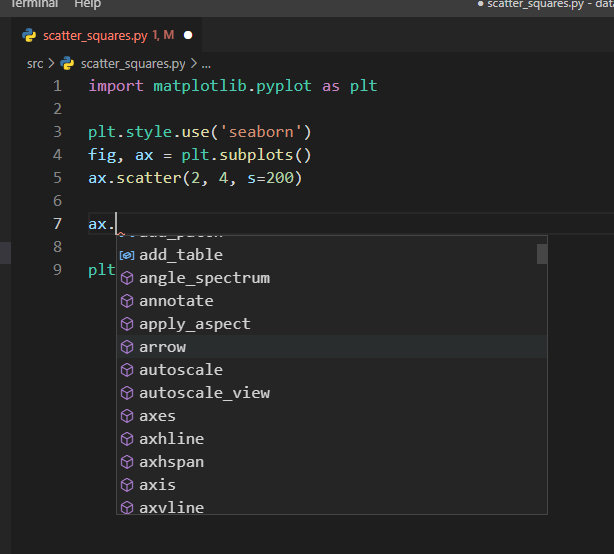 Terminal Help
scatter_squares.py - data
scatter_squares.py 1, M
src > scatter_squares.py > ...
1 import matplotlib.pyplot as plt
2
3 plt.style.use('seaborn')
4 fig, ax = plt.subplots()
5 ax.scatter(2, 4, s=200)
6
7 ax.
8
9 plt
add_patch
add_table
angle_spectrum
annotate
apply_aspect
arrow
autoscale
autoscale_view
axes
axhline
axhspan
axis
axvline